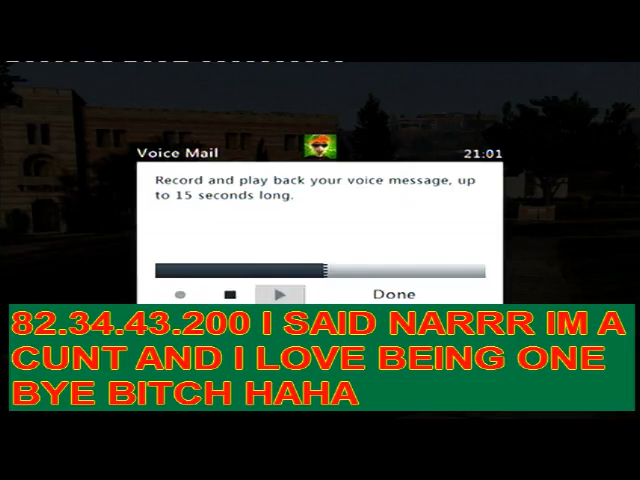 Voice Mail
21:01
Record and play back your voice message, up
to 15 seconds long.
Done
82.34.43.200 I SAID NARRR IM A
CUNT AND I LOVE BEING ONE
BYE BITCH HAHA